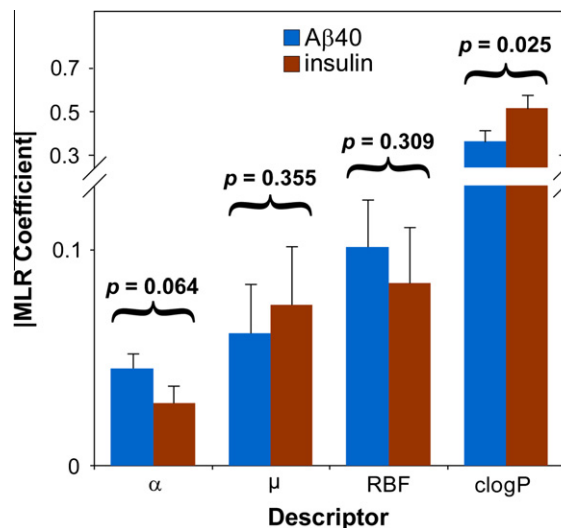 Aβ40
insulin
p = 0.025
0.7
0.5
0.3
p = 0.355
p = 0.309
p = 0.064
0.1
0
|MLR Coefficient|
α
μ
RBF
clogP
Descriptor